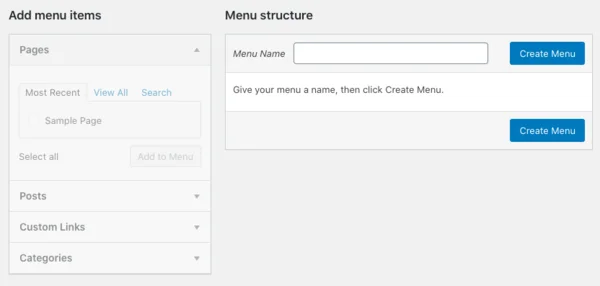 Add menu items
Pages
Most Recent View All Search
Sample Page
Select all Add to Menu
Posts
Custom Links
Categories
Menu structure
Menu Name Create Menu
Give your menu a name, then click Create Menu.
Create Menu